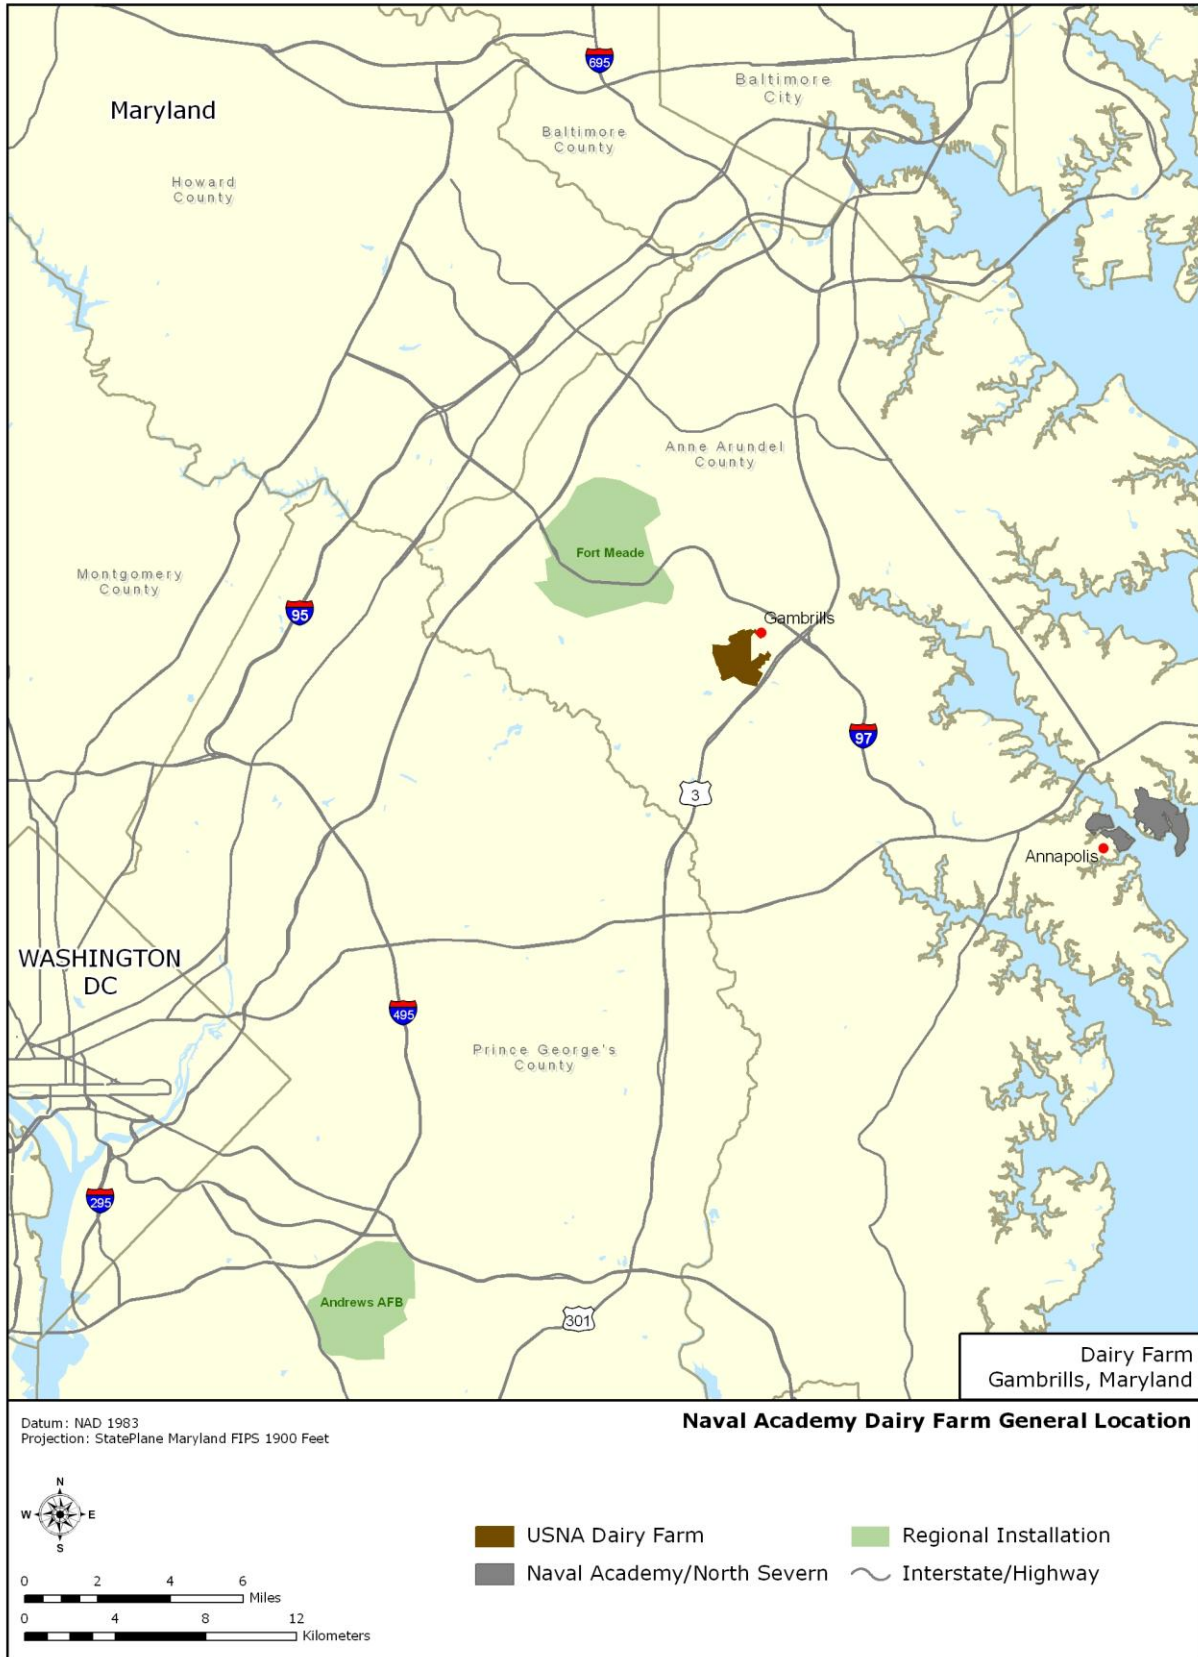 695
Baltimore
City
Maryland
Baltimore
County
Howard
County
Anne Arundel
County
Fort Meade
Montgomery
County
95
Gambrills
97
3
Annapolis
WASHINGTON
DC
495
Prince George's
County
295
Andrews AFB
301
Dairy Farm
Gambrills, Maryland
Datum: NAD 1983
Projection: StatePlane Maryland FIPS 1900 Feet
Naval Academy Dairy Farm General Location
N
W E
S
USNA Dairy Farm
Regional Installation
Naval Academy/North Severn
Interstate/Highway
0 2 4 6
Miles
0 4 8 12
Kilometers